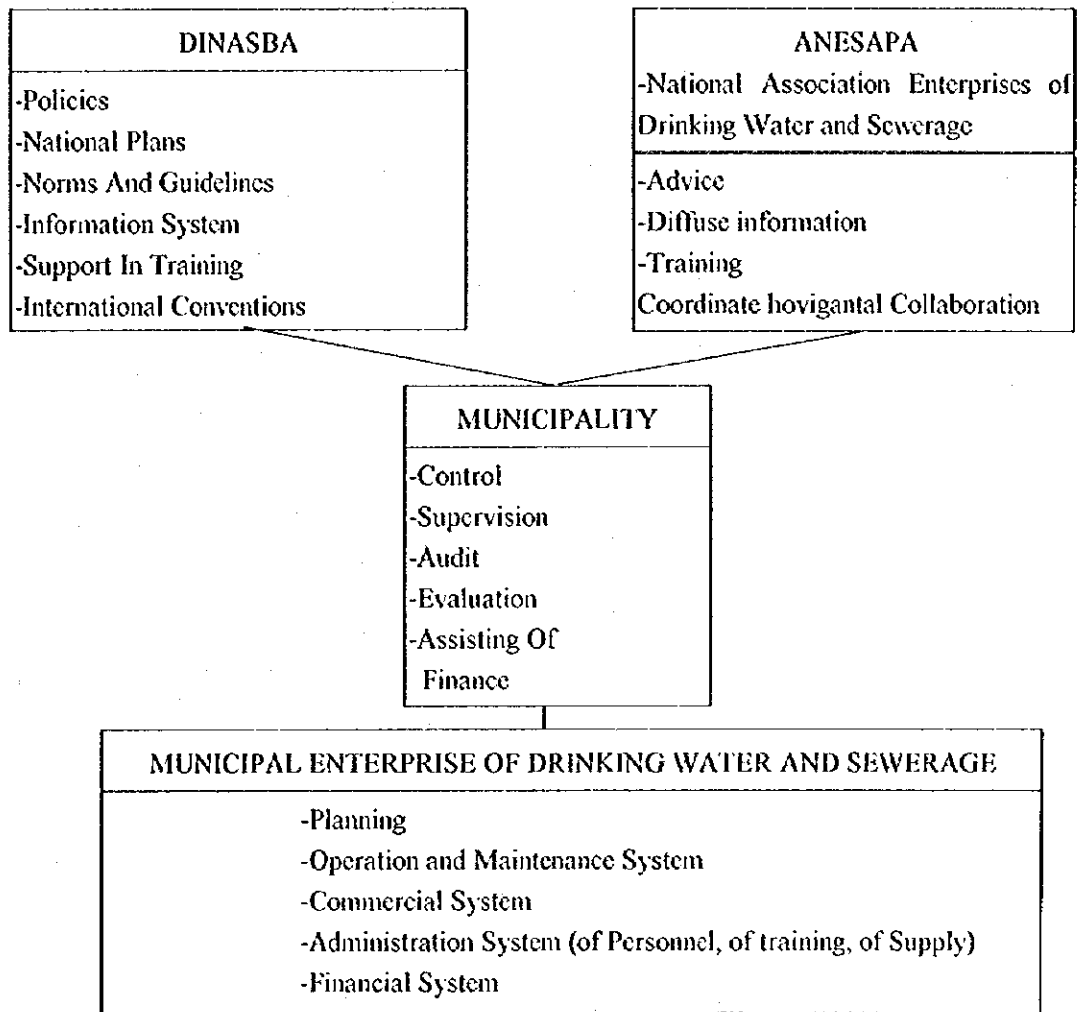 DINASBA
-Policies
-National Plans
-Norms And Guidelines
-Information System
-Support In Training
-International Conventions
ANESAPA
-National Association Enterprises of
Drinking Water and Sewerage
-Advice
-Diffuse information
-Training
Coordinate hovigantal Collaboration
MUNICIPALITY
-Control
-Supervision
-Audit
-Evaluation
-Assisting Of
Finance
MUNICIPAL ENTERPRISE OF DRINKING WATER AND SEWERAGE
-Planning
-Operation and Maintenance System
-Commercial System
-Administration System (of Personnel, of training, of Supply)
-Financial System